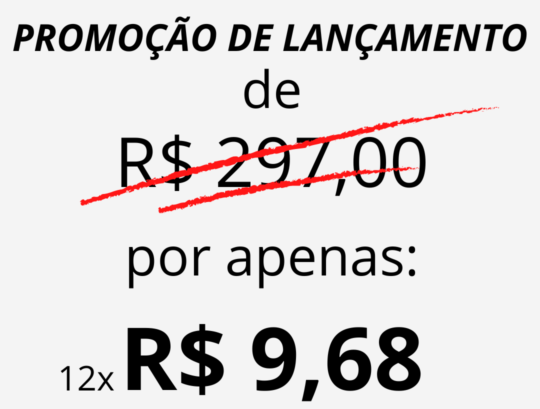 PROMOÇÃO DE LANÇAMENTO
de
R$ 297,00
por apenas:
12x R$ 9,68